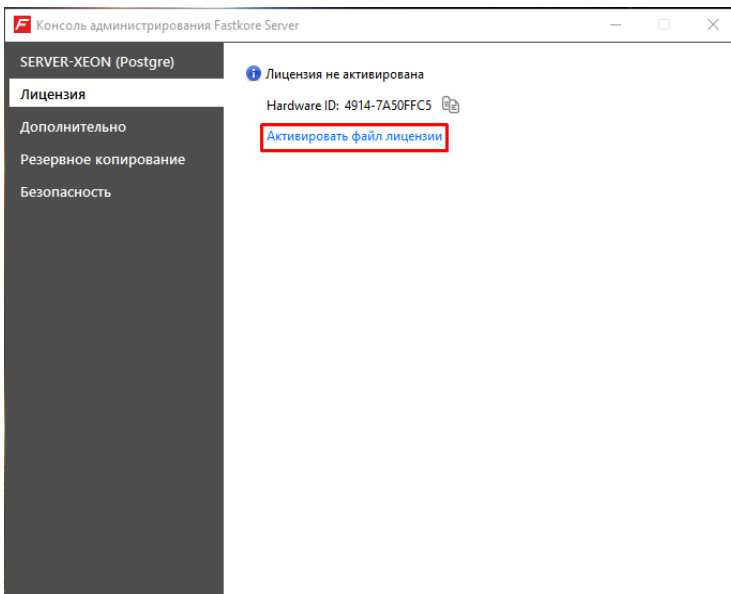 Консоль администрирования Fastkore Server
SERVER-XEON (Postgre)
Лицензия
Дополнительно
Резервное копирование
Безопасность
Лицензия не активирована
Hardware ID: 4914-7A50FFC5
Активировать файл лицензии